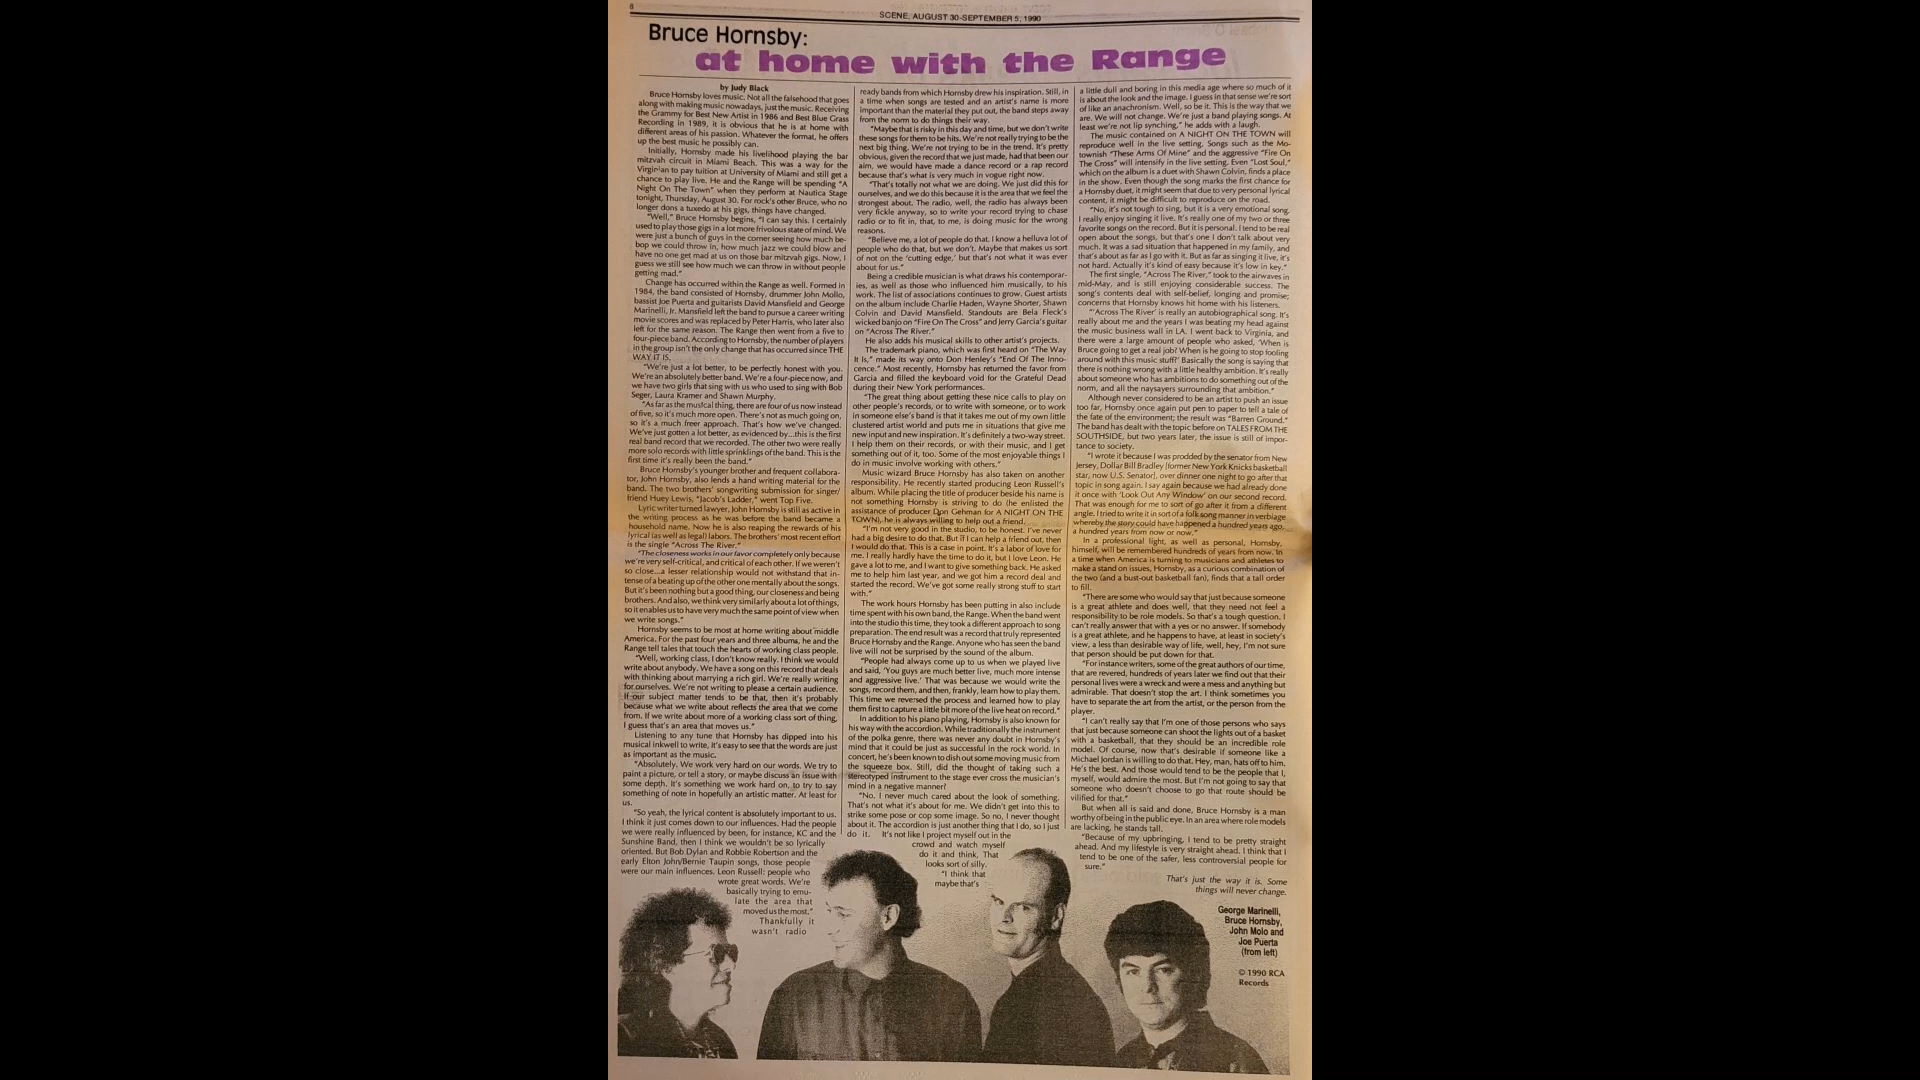 8
SCENE, AUGUST 30-SEPTEMBER 5, 1990
Bruce Hornsby:
at home with the Range
by Judy Black
Bruce Hornsby loves music. Not all the falsehood that goes
along with making music nowadays, just the music. Receiving
the Grammy for Best New Artist in 1986 and Best Blue Grass
Recording in 1989, it is obvious that he is at home with
different areas of his passion. Whatever the format, he offers
up the best music he possibly can.
Initially, Hornsby made his livelihood playing the bar
mitzvah circuit in Miami Beach. This was a way for the
Virginian to pay tuition at University of Miami and still get a
chance to play live. He and the Range will be spending "A
Night On The Town" when they perform at Nautica Stage
tonight, Thursday, August 30. For rock's other Bruce, who no
longer dons a tuxedo at his gigs, things have changed.
"Well," Bruce Hornsby begins, "I can say this. I certainly
used to play those gigs in a lot more frivolous state of mind. We
were just a bunch of guys in the corner seeing how much be-
bop we could throw in, how much jazz we could blow and
have no one get mad at us on those bar mitzvah gigs. Now, I
guess we still see how much we can throw in without people
getting mad."
Change has occurred within the Range as well. Formed in
1984, the band consisted of Hornsby, drummer John Mollo,
bassist Joe Puerta and guitarists David Mansfield and George
Marinelli, Jr. Mansfield left the band to pursue a career writing
movie scores and was replaced by Peter Harris, who later also
left for the same reason. The Range then went from a five to
four-piece band. According to Hornsby, the number of players
in the group isn't the only change that has occurred since THE
WAY IT IS.
"We're just a lot better, to be perfectly honest with you.
We're an absolutely better band. We're a four-piece now, and
we have two girls that sing with us who used to sing with Bob
Seger, Laura Kramer and Shawn Murphy.
"As far as the musical thing, there are four of us now instead
of five, so it's much more open. There's not as much going on,
so it's a much freer approach. That's how we've changed.
We've just gotten a lot better, as evidenced by...this is the first
real band record that we recorded. The other two were really
more solo records with little sprinklings of the band. This is the
first time it's really been the band."
Bruce Hornsby's younger brother and frequent collabora-
tor, John Hornsby, also lends a hand writing material for the
band. The two brothers' songwriting submission for singer/
friend Huey Lewis, "Jacob's Ladder," went Top Five.
Lyric writer turned lawyer, John Hornsby is still as active in
the writing process as he was before the band became a
household name. Now he is also reaping the rewards of his
lyrical (as well as legal) labors. The brothers' most recent effort
is the single "Across The River."
"The closeness works in our favor completely only because
we're very self-critical, and critical of each other. If we weren't
so close...a lesser relationship would not withstand that in-
tense of a beating up of the other one mentally about the songs.
But it's been nothing but a good thing, our closeness and being
brothers. And also, we think very similarly about a lot of things,
so it enables us to have very much the same point of view when
we write songs."
Hornsby seems to be most at home writing about middle
America. For the past four years and three albums, he and the
Range tell tales that touch the hearts of working class people.
"Well, working class, I don't know really. I think we would
write about anybody. We have a song on this record that deals
with thinking about marrying a rich girl. We're really writing
for ourselves. We're not writing to please a certain audience.
If our subject matter tends to be that, then it's probably
because what we write about reflects the area that we come
from. If we write about more of a working class sort of thing,
I guess that's an area that moves us."
Listening to any tune that Hornsby has dipped into his
musical inkwell to write, it's easy to see that the words are just
as important as the music.
"Absolutely. We work very hard on our words. We try to
paint a picture, or tell a story, or maybe discuss an issue with
some depth. It's something we work hard on, to try to say
something of note in hopefully an artistic matter. At least for
us.
"So yeah, the lyrical content is absolutely important to us.
I think it just comes down to our influences. Had the people
we were really influenced by been, for instance, KC and the
Sunshine Band, then I think we wouldn't be so lyrically
oriented. But Bob Dylan and Robbie Robertson and the
early Elton John/Bernie Taupin songs, those people
were our main influences. Leon Russell: people who
wrote great words. We're
basically trying to emu-
late the area that
moved us the most."
Thankfully it
wasn't radio
ready bands from which Hornsby drew his inspiration. Still, in
a time when songs are tested and an artist's name is more
important than the material they put out, the band steps away
from the norm to do things their way.
"Maybe that is risky in this day and time, but we don't write
these songs for them to be hits. We're not really trying to be the
next big thing. We're not trying to be in the trend. It's pretty
obvious, given the record that we just made, had that been our
aim, we would have made a dance record or a rap record
because that's what is very much in vogue right now.
"That's totally not what we are doing. We just did this for
ourselves, and we do this because it is the area that we feel the
strongest about. The radio, well, the radio has always been
very fickle anyway, so to write your record trying to chase
radio or to fit in, that, to me, is doing music for the wrong
reasons.
"Believe me, a lot of people do that. I know a helluva lot of
people who do that, but we don't. Maybe that makes us sort
of not on the 'cutting edge,' but that's not what it was ever
about for us."
Being a credible musician is what draws his contemporar-
ies, as well as those who influenced him musically, to his
work. The list of associations continues to grow. Guest artists
on the album include Charlie Haden, Wayne Shorter, Shawn
Colvin and David Mansfield. Standouts are Bela Fleck's
wicked banjo on "Fire On The Cross" and Jerry Garcia's guitar
on "Across The River."
He also adds his musical skills to other artist's projects.
The trademark piano, which was first heard on "The Way
It Is," made its way onto Don Henley's "End Of The Inno-
cence." Most recently, Hornsby has returned the favor from
Garcia and filled the keyboard void for the Grateful Dead
during their New York performances.
"The great thing about getting these nice calls to play on
other people's records, or to write with someone, or to work
in someone else's band is that it takes me out of my own little
clustered artist world and puts me in situations that give me
new input and new inspiration. It's definitely a two-way street.
I help them on their records, or with their music, and I get
something out of it, too. Some of the most enjoyable things I
do in music involve working with others."
Music wizard Bruce Hornsby has also taken on another
responsibility. He recently started producing Leon Russell's
album. While placing the title of producer beside his name is
not something Hornsby is striving to do (he enlisted the
assistance of producer Don Gehman for A NIGHT ON THE
TOWN), he is always willing to help out a friend.
"I'm not very good in the studio, to be honest. I've never
had a big desire to do that. But if I can help a friend out, then
I would do that. This is a case in point. It's a labor of love for
me. I really hardly have the time to do it, but I love Leon. He
gave a lot to me, and I want to give something back. He asked
me to help him last year, and we got him a record deal and
started the record. We've got some really strong stuff to start
with."
The work hours Hornsby has been putting in also include
time spent with his own band, the Range. When the band went
into the studio this time, they took a different approach to song
preparation. The end result was a record that truly represented
Bruce Hornsby and the Range. Anyone who has seen the band
live will not be surprised by the sound of the album.
"People had always come up to us when we played live
and said, 'You guys are much better live, much more intense
and aggressive live.' That was because we would write the
songs, record them, and then, frankly, learn how to play them.
This time we reversed the process and learned how to play
them first to capture a little bit more of the live heat on record."
In addition to his piano playing, Hornsby is also known for
his way with the accordion. While traditionally the instrument
of the polka genre, there was never any doubt in Hornsby's
mind that it could be just as successful in the rock world. In
concert, he's been known to dish out some moving music from
the squeeze box. Still, did the thought of taking such a
stereotyped instrument to the stage ever cross the musician's
mind in a negative manner?
"No, I never much cared about the look of something.
That's not what it's about for me. We didn't get into this to
strike some pose or cop some image. So no, I never thought
about it. The accordion is just another thing that I do, so I just
do it. It's not like I project myself out in the
crowd and watch myself
do it and think, That
looks sort of silly.
"I think that
maybe that's
a little dull and boring in this media age where so much of it
is about the look and the image. I guess in that sense we're sort
of like an anachronism. Well, so be it. This is the way that we
are. We will not change. We're just a band playing songs. At
least we're not lip synching," he adds with a laugh.
The music contained on A NIGHT ON THE TOWN will
reproduce well in the live setting. Songs such as the Mo-
townish "These Arms Of Mine" and the aggressive "Fire On
The Cross" will intensify in the live setting. Even "Lost Soul,"
which on the album is a duet with Shawn Colvin, finds a place
in the show. Even though the song marks the first chance for
a Hornsby duet, it might seem that due to very personal lyrical
content, it might be difficult to reproduce on the road.
"No, it's not tough to sing, but it is a very emotional song.
I really enjoy singing it live. It's really one of my two or three
favorite songs on the record. But it is personal. I tend to be real
open about the songs, but that's one I don't talk about very
much. It was a sad situation that happened in my family, and
that's about as far as I go with it. But as far as singing it live, it's
not hard. Actually it's kind of easy because it's low in key."
The first single, "Across The River," took to the airwaves in
mid-May, and is still enjoying considerable success. The
song's contents deal with self-belief, longing and promise;
concerns that Hornsby knows hit home with his listeners.
"'Across The River' is really an autobiographical song. It's
really about me and the years I was beating my head against
the music business wall in LA. I went back to Virginia, and
there were a large amount of people who asked, 'When is
Bruce going to get a real job? When is he going to stop fooling
around with this music stuff?' Basically the song is saying that
there is nothing wrong with a little healthy ambition. It's really
about someone who has ambitions to do something out of the
norm, and all the naysayers surrounding that ambition."
Although never considered to be an artist to push an issue
too far, Hornsby once again put pen to paper to tell a tale of
the fate of the environment; the result was "Barren Ground."
The band has dealt with the topic before on TALES FROM THE
SOUTHSIDE, but two years later, the issue is still of impor-
tance to society.
"I wrote it because I was prodded by the senator from New
Jersey, Dollar Bill Bradley [former New York Knicks basketball
star, now U.S. Senator], over dinner one night to go after that
topic in song again. I say again because we had already done
it once with 'Look Out Any Window' on our second record.
That was enough for me to sort of go after it from a different
angle. I tried to write it in sort of a folk song manner in verbiage
whereby the story could have happened a hundred years ago,
a hundred years from now or now."
In a professional light, as well as personal, Hornsby,
himself, will be remembered hundreds of years from now. In
a time when America is turning to musicians and athletes to
make a stand on issues, Hornsby, as a curious combination of
the two (and a bust-out basketball fan), finds that a tall order
to fill.
"There are some who would say that just because someone
is a great athlete and does well, that they need not feel a
responsibility to be role models. So that's a tough question. I
can't really answer that with a yes or no answer. If somebody
is a great athlete, and he happens to have, at least in society's
view, a less than desirable way of life, well, hey, I'm not sure
that person should be put down for that.
"For instance writers, some of the great authors of our time,
that are revered, hundreds of years later we find out that their
personal lives were a wreck and were a mess and anything but
admirable. That doesn't stop the art. I think sometimes you
have to separate the art from the artist, or the person from the
player.
"I can't really say that I'm one of those persons who says
that just because someone can shoot the lights out of a basket
with a basketball, that they should be an incredible role
model. Of course, now that's desirable if someone like a
Michael Jordan is willing to do that. Hey, man, hats off to him.
He's the best. And those would tend to be the people that I,
myself, would admire the most. But I'm not going to say that
someone who doesn't choose to go that route should be
vilified for that."
But when all is said and done, Bruce Hornsby is a man
worthy of being in the public eye. In an area where role models
are lacking, he stands tall.
"Because of my upbringing, I tend to be pretty straight
ahead. And my lifestyle is very straight ahead. I think that I
tend to be one of the safer, less controversial people for
sure."
That's just the way it is. Some
things will never change.
George Marinelli,
Bruce Hornsby,
John Molo and
Joe Puerta
(from left)
© 1990 RCA
Records